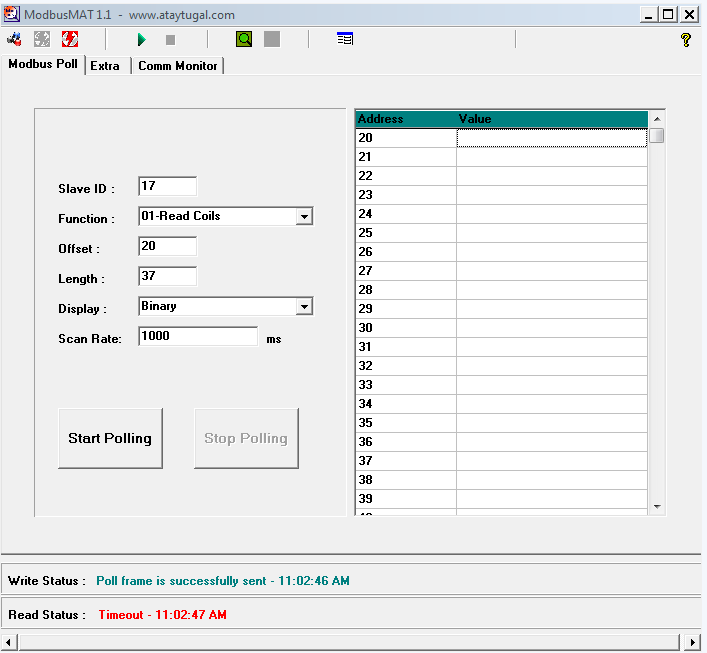 ModbusMAT 1.1 - www.ataytugal.com
Modbus Poll Extra Comm Monitor
Slave ID : 17
Function : 01-Read Coils
Offset : 20
Length : 37
Display : Binary
Scan Rate: 1000 ms
Start Polling Stop Polling
Address Value
20
21
22
23
24
25
26
27
28
29
30
31
32
33
34
35
36
37
38
39
Write Status : Poll frame is successfully sent - 11:02:46 AM
Read Status : Timeout - 11:02:47 AM